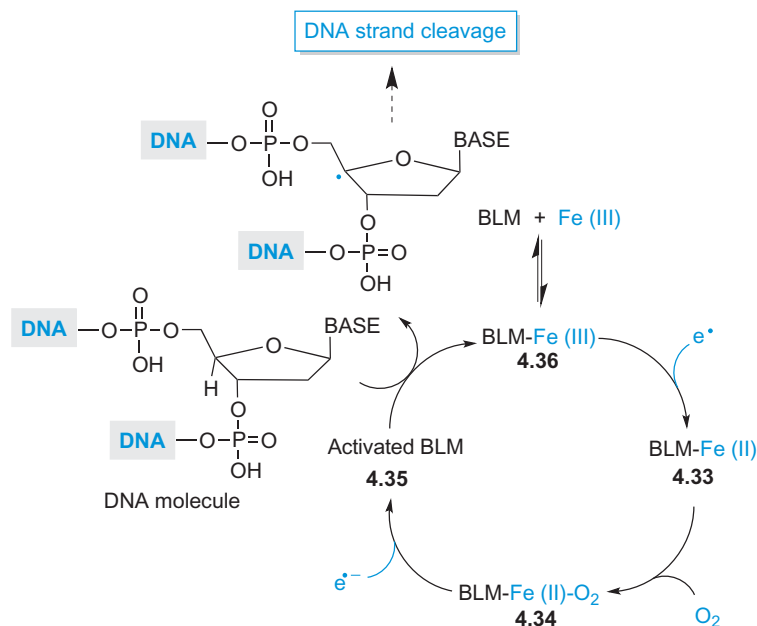 DNA strand cleavage
DNA
O
P
O
O
OH
O
BASE
O
DNA
O
P
O
OH
BLM + Fe (III)
DNA
O
P
O
O
OH
H
O
BASE
O
DNA
O
P
O
OH
DNA molecule
BLM-Fe (III)
4.36
e•
BLM-Fe (II)
4.33
Activated BLM
4.35
e•−
BLM-Fe (II)-O₂
4.34
O₂